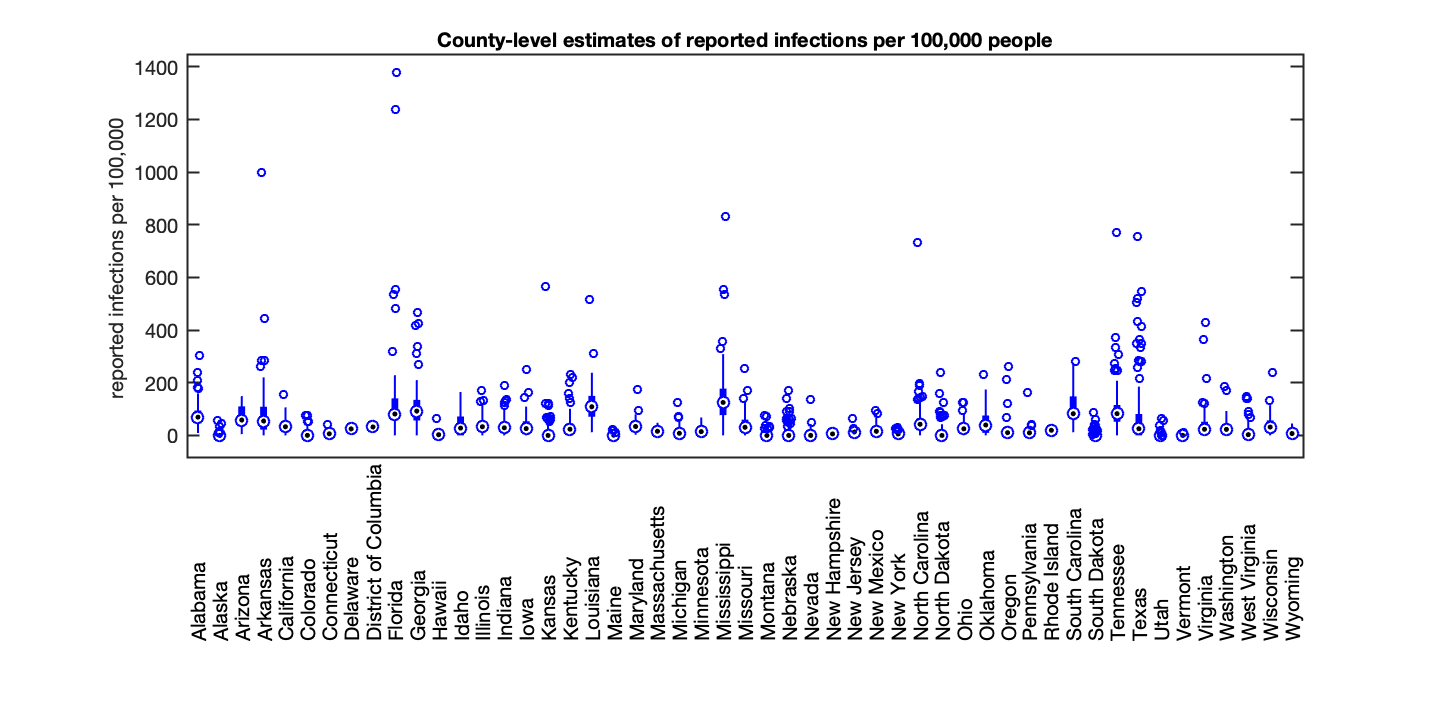 County-level estimates of reported infections per 100,000 people
reported infections per 100,000
1400
1200
1000
800
600
400
200
0
Alabama
Alaska
Arizona
Arkansas
California
Colorado
Connecticut
Delaware
District of Columbia
Florida
Georgia
Hawaii
Idaho
Illinois
Indiana
Iowa
Kansas
Kentucky
Louisiana
Maine
Maryland
Massachusetts
Michigan
Minnesota
Mississippi
Missouri
Montana
Nebraska
Nevada
New Hampshire
New Jersey
New Mexico
New York
North Carolina
North Dakota
Ohio
Oklahoma
Oregon
Pennsylvania
Rhode Island
South Carolina
South Dakota
Tennessee
Texas
Utah
Vermont
Virginia
Washington
West Virginia
Wisconsin
Wyoming